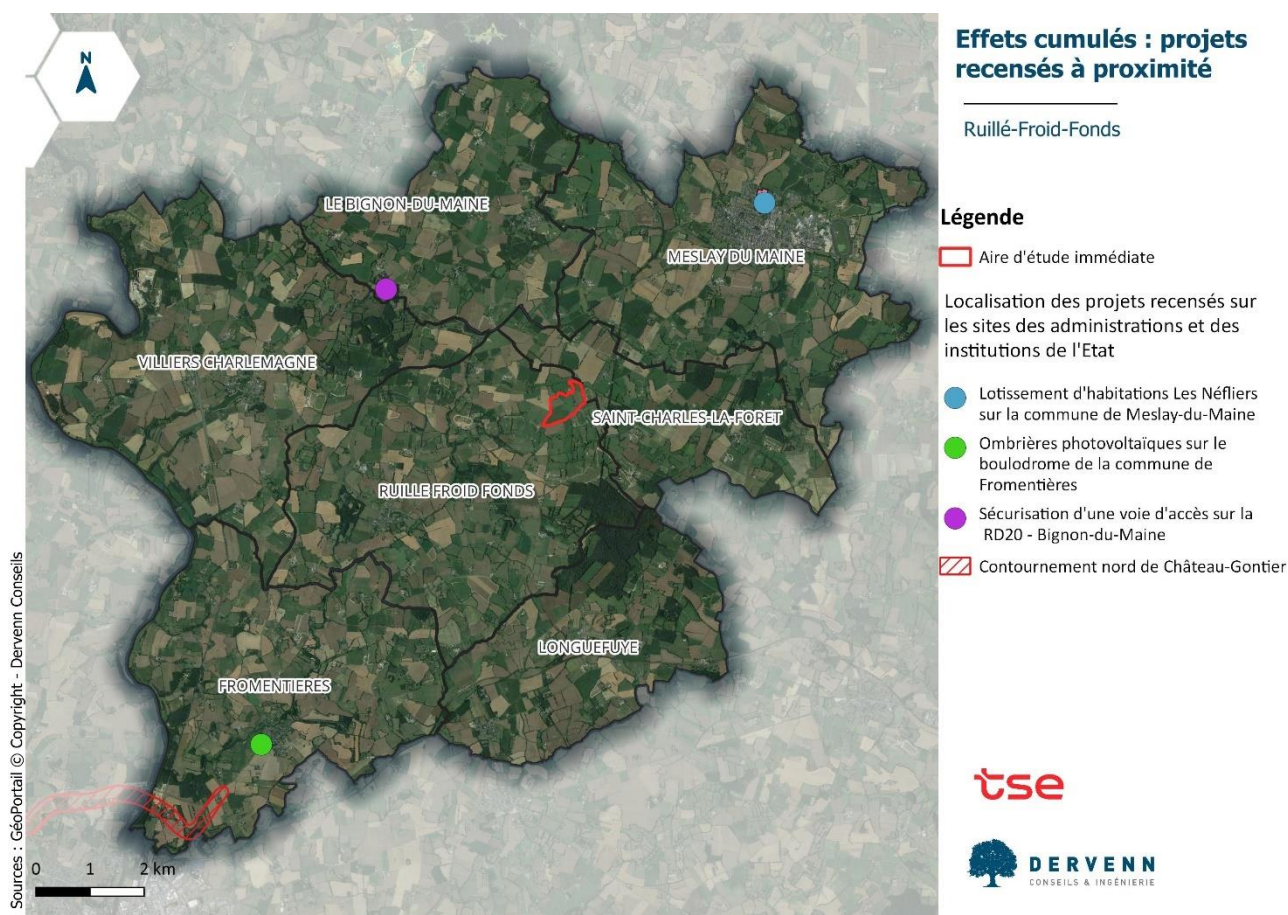 Effets cumulés : projets
recensés à proximité
Ruillé-Froid-Fonds
N
LE BIGNON-DU-MAINE
MESLAY DU MAINE
VILLIERS CHARLEMAGNE
SAINT-CHARLES-LA-FORET
RUILLE FROID FONDS
LONGUEFUYE
FROMENTIERES
0 1 2 km
Sources : GéoPortail © Copyright - Dervenn Conseils
Légende
Aire d'étude immédiate
Localisation des projets recensés sur
les sites des administrations et des
institutions de l'Etat
Lotissement d'habitations Les Néfliers
sur la commune de Meslay-du-Maine
Ombrières photovoltaïques sur le
boulodrome de la commune de
Fromentières
Sécurisation d'une voie d'accès sur la
RD20 - Bignon-du-Maine
Contournement nord de Château-Gontier
tse
DERVENN
CONSEILS & INGÉNIERIE